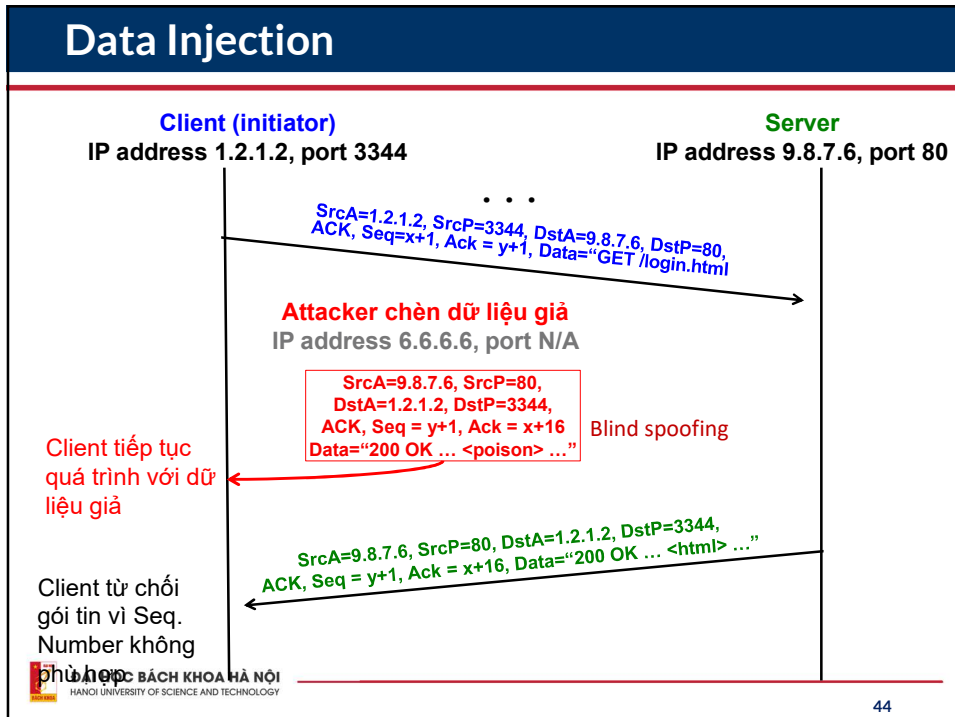 Data Injection
Client (initiator)
IP address 1.2.1.2, port 3344
Server
IP address 9.8.7.6, port 80
. . .
SrcA=1.2.1.2, SrcP=3344, DstA=9.8.7.6, DstP=80,
ACK, Seq=x+1, Ack = y+1, Data=“GET /login.html
Attacker chèn dữ liệu giả
IP address 6.6.6.6, port N/A
SrcA=9.8.7.6, SrcP=80,
DstA=1.2.1.2, DstP=3344,
ACK, Seq = y+1, Ack = x+16
Data=“200 OK … <poison> …”
Blind spoofing
Client tiếp tục
quá trình với dữ
liệu giả
SrcA=9.8.7.6, SrcP=80, DstA=1.2.1.2, DstP=3344,
ACK, Seq = y+1, Ack = x+16, Data=“200 OK … <html> …”
Client từ chối
gói tin vì Seq.
Number không
phù hợp
ĐẠI HỌC BÁCH KHOA HÀ NỘI
HANOI UNIVERSITY OF SCIENCE AND TECHNOLOGY
BÁCH KHOA
44